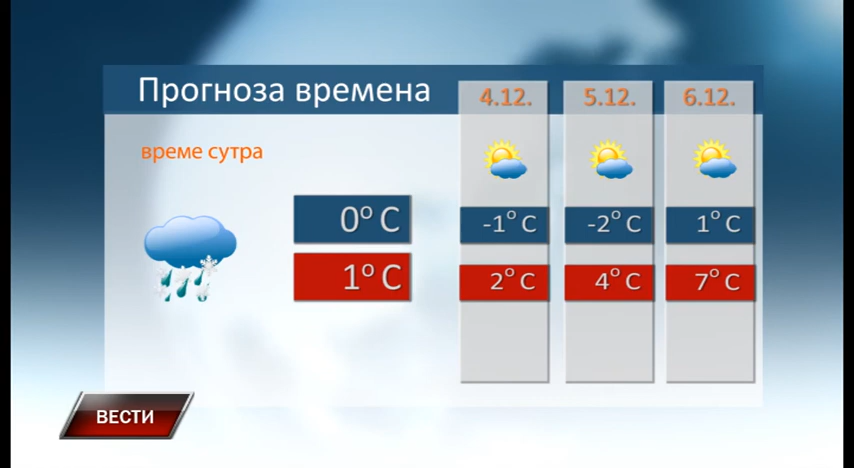 Прогноза времена
време сутра
0° C
1° C
4.12.
-1° C
2° C
5.12.
-2° C
4° C
6.12.
1° C
7° C
ВЕСТИ